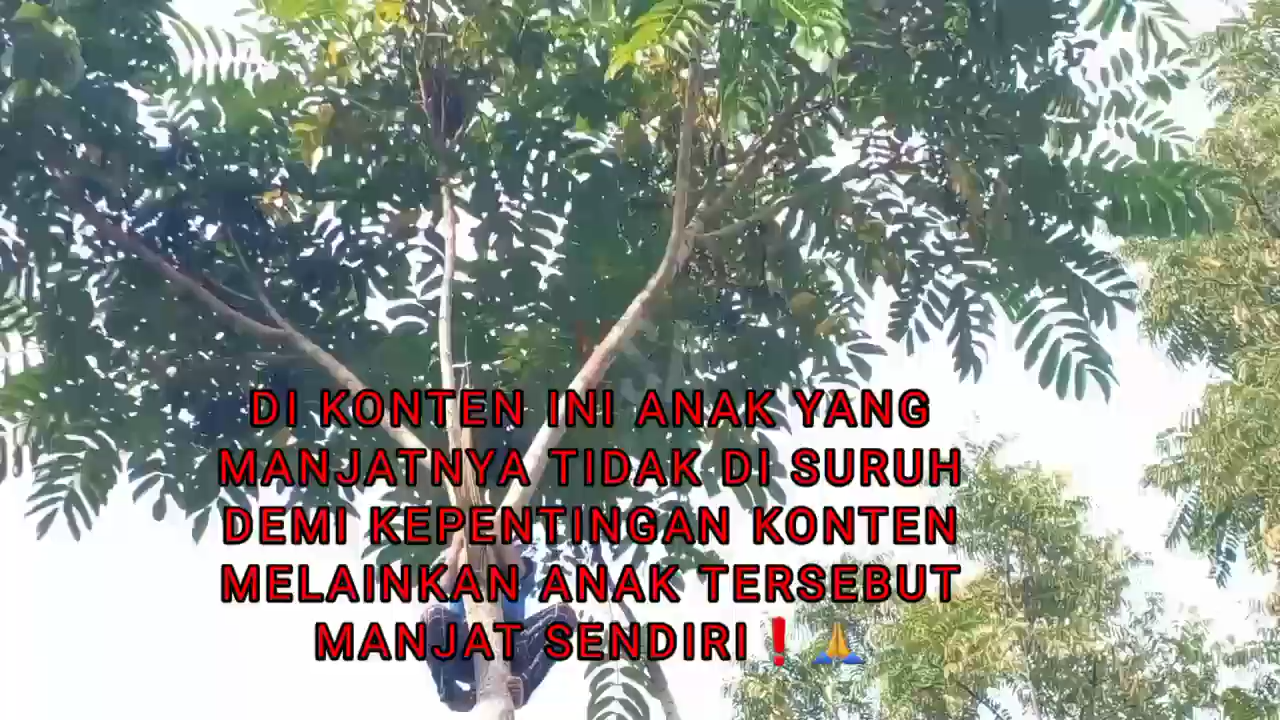 DI KONTEN INI ANAK YANG
MANJATNYA TIDAK DI SURUH
DEMI KEPENTINGAN KONTEN
MELAINKAN ANAK TERSEBUT
MANJAT SENDIRI❗🙏